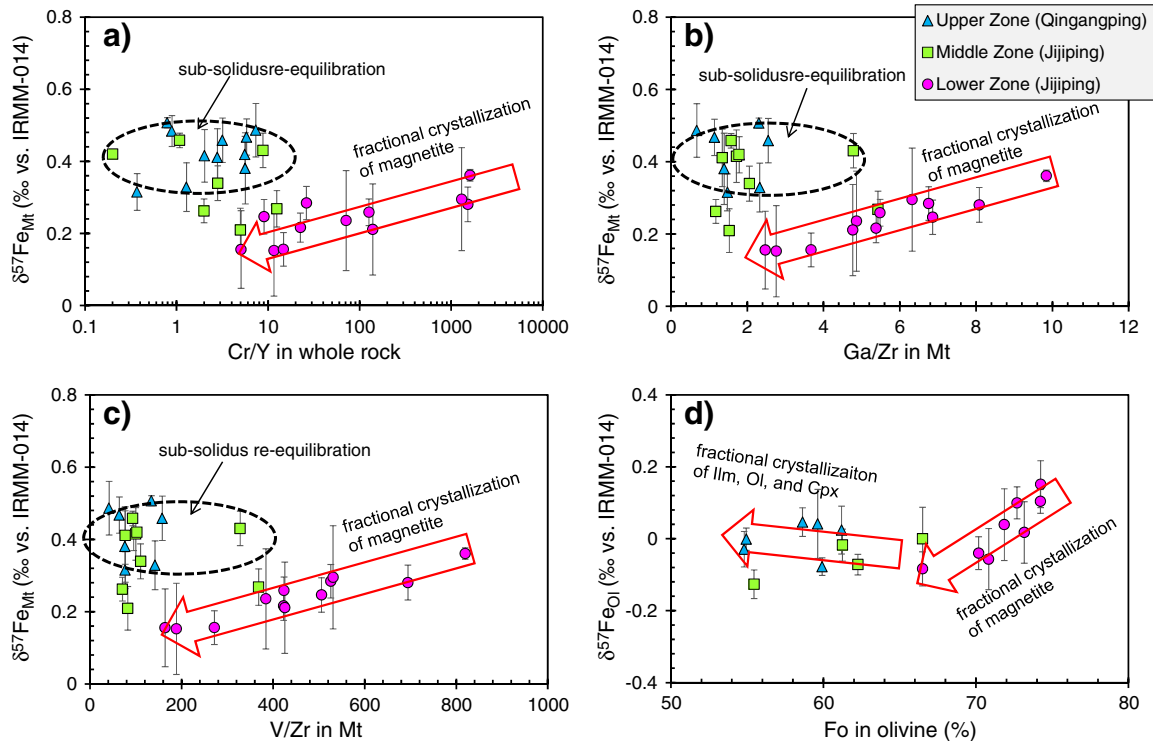 a)
sub-solidusre-equilibration
fractional crystallization
of magnetite
δ57FeMt (‰ vs. IRMM-014)
0.8
0.6
0.4
0.2
0
0.1
1
10
100
1000
10000
Cr/Y in whole rock
b)
Upper Zone (Qingangping)
Middle Zone (Jijiping)
Lower Zone (Jijiping)
sub-solidusre-equilibration
fractional crystallization
of magnetite
δ57FeMt (‰ vs. IRMM-014)
0.8
0.6
0.4
0.2
0
0
2
4
6
8
10
12
Ga/Zr in Mt
c)
sub-solidus re-equilibration
fractional crystallization
of magnetite
δ57FeMt (‰ vs. IRMM-014)
0.8
0.6
0.4
0.2
0
0
200
400
600
800
1000
V/Zr in Mt
d)
fractional crystallizaiton
of Ilm, Ol, and Cpx
fractional crystallization
of magnetite
δ57FeOl (‰ vs. IRMM-014)
0.4
0.2
0
-0.2
-0.4
50
60
70
80
Fo in olivine (%)